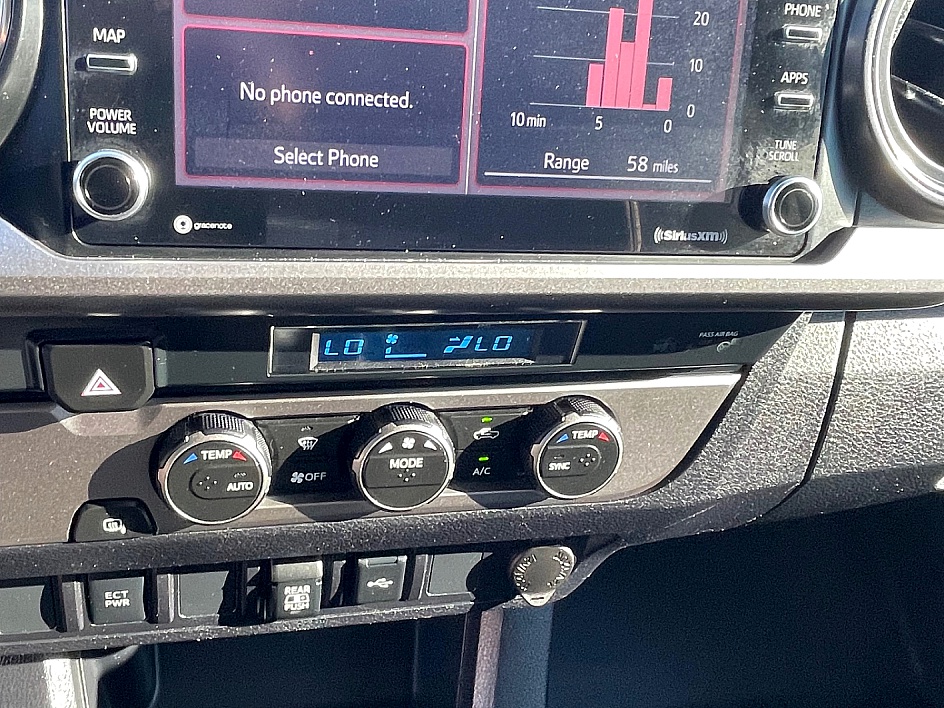 MAP
POWER
VOLUME
No phone connected.
Select Phone
20
10
0
10 min
5
0
Range 58 miles
PHONE
APPS
TUNE
SCROLL
gracenote
SiriusXM
LO
LO
PASS AIR BAG
TEMP
AUTO
OFF
MODE
A/C
TEMP
SYNC
ECT
PWR
REAR
PUSH